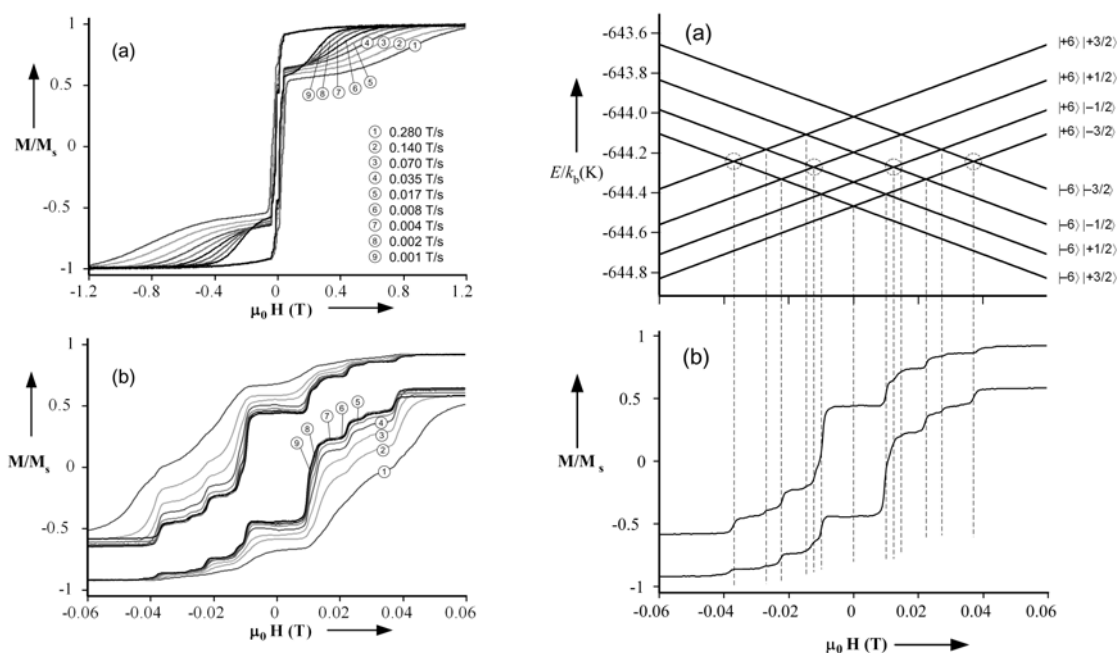 (a)
1
0.5
0
-0.5
-1
M/Mₛ
④ ③ ② ①
⑨ ⑧ ⑦ ⑥ ⑤
① 0.280 T/s
② 0.140 T/s
③ 0.070 T/s
④ 0.035 T/s
⑤ 0.017 T/s
⑥ 0.008 T/s
⑦ 0.004 T/s
⑧ 0.002 T/s
⑨ 0.001 T/s
-1.2 -0.8 -0.4 0 0.4 0.8 1.2
μ₀ H (T)
(b)
1
0.5
0
-0.5
-1
M/Mₛ
⑨ ⑧ ⑦ ⑥ ⑤
④
③
②
①
-0.06 -0.04 -0.02 0 0.02 0.04 0.06
μ₀ H (T)
(a)
-643.6
-643.8
-644.0
-644.2
-644.4
-644.6
-644.8
E/k_b(K)
|+6⟩|+3/2⟩
|+6⟩|+1/2⟩
|+6⟩|−1/2⟩
|+6⟩|−3/2⟩
|−6⟩|−3/2⟩
|−6⟩|−1/2⟩
|−6⟩|+1/2⟩
|−6⟩|+3/2⟩
(b)
1
0.5
0
-0.5
-1
M/Mₛ
-0.06 -0.04 -0.02 0 0.02 0.04 0.06
μ₀ H (T)